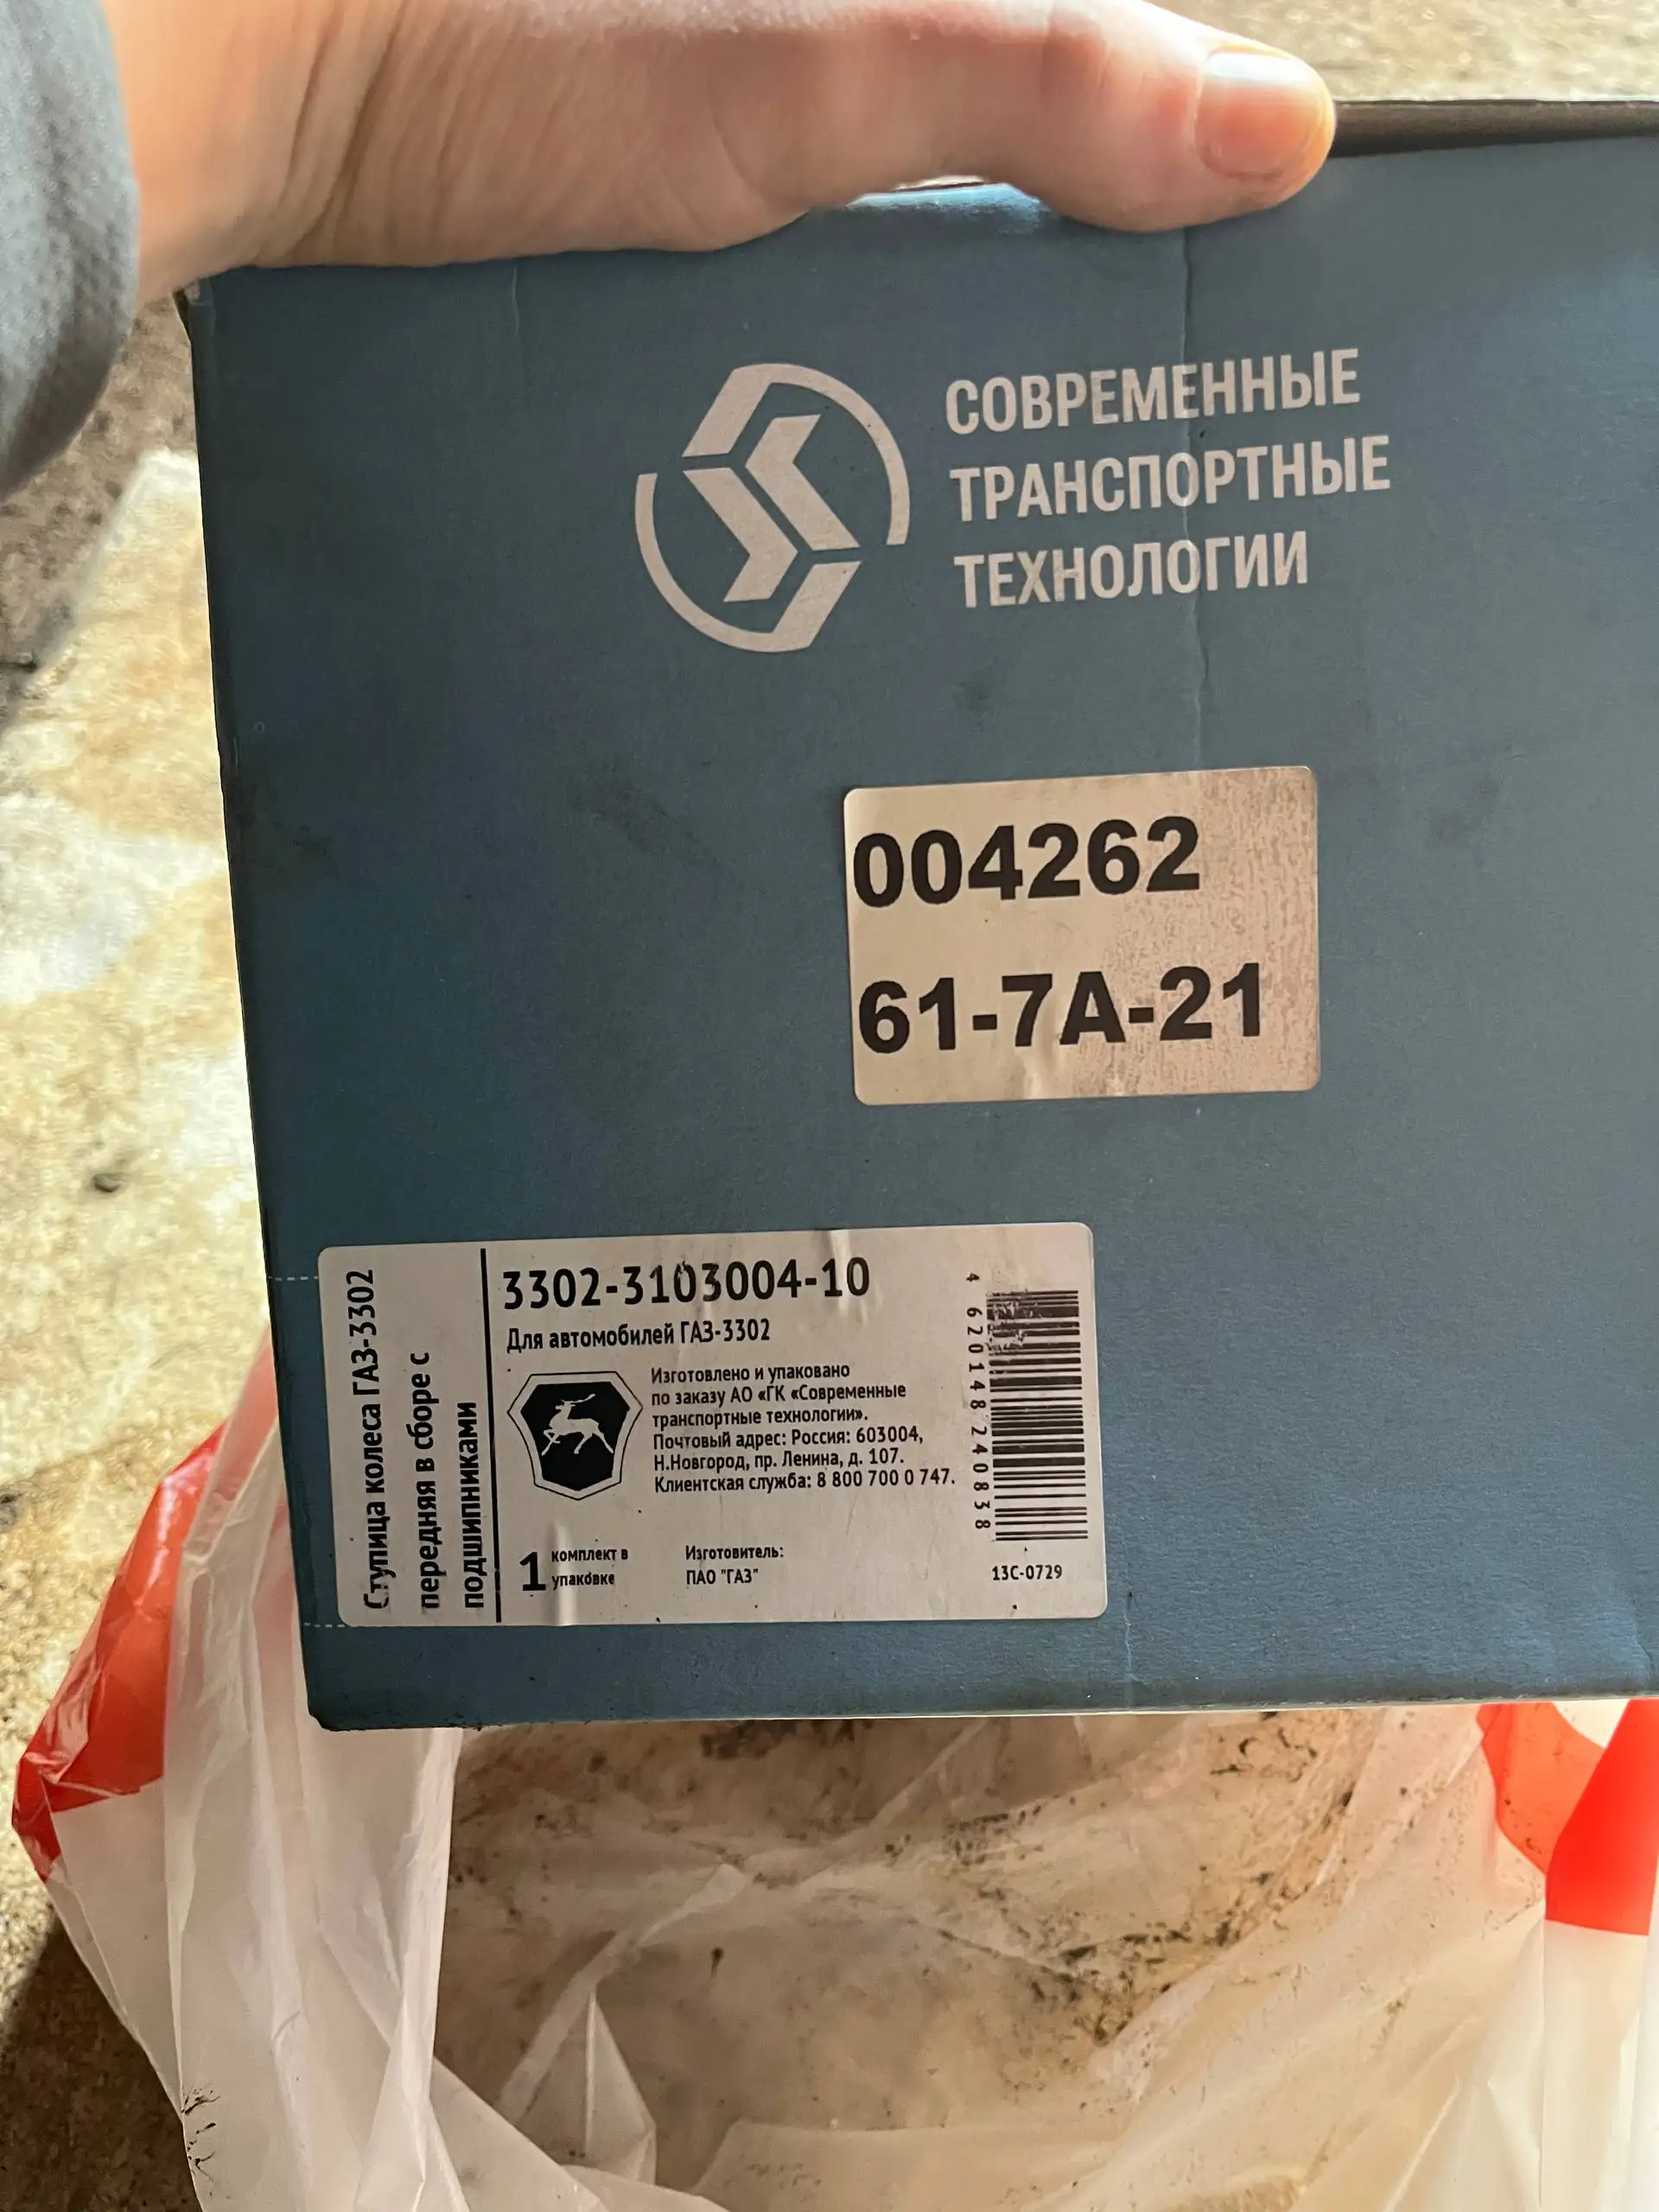 СОВРЕМЕННЫЕ
ТРАНСПОРТНЫЕ
ТЕХНОЛОГИИ
004262
61-7А-21
Ступица колеса ГАЗ-3302
передняя в сборе с
подшипниками
3302-3103004-10
Для автомобилей ГАЗ-3302
Изготовлено и упаковано
по заказу АО «ГК «Современные
транспортные технологии».
Почтовый адрес: Россия: 603004,
Н.Новгород, пр. Ленина, д. 107.
Клиентская служба: 8 800 700 0 747.
1 комплект в
упаковке
Изготовитель:
ПАО "ГАЗ"
4 620148 240838
13С-0729